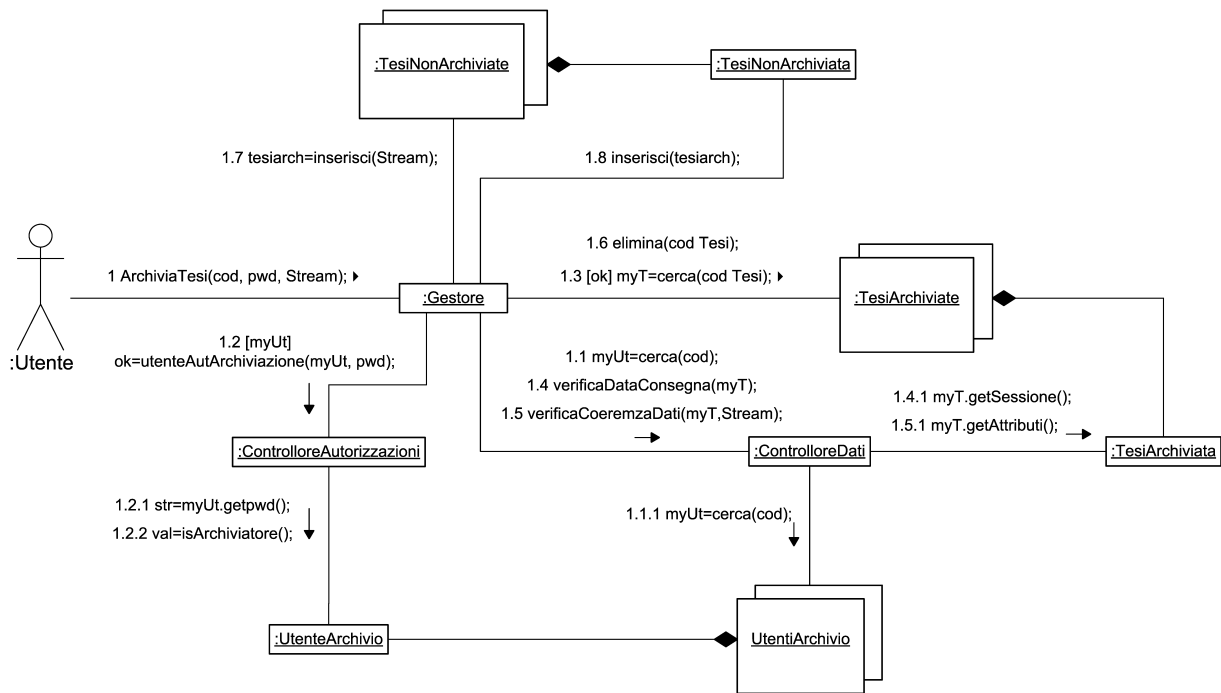 :TesiNonArchiviate
:TesiNonArchiviata
1.7 tesiarch=inserisci(Stream);
1.8 inserisci(tesiarch);
1.6 elimina(cod Tesi);
1 ArchiviaTesi(cod, pwd, Stream);
1.3 [ok] myT=cerca(cod Tesi);
:Gestore
:TesiArchiviate
:Utente
1.2 [myUt]
ok=utenteAutArchiviazione(myUt, pwd);
1.1 myUt=cerca(cod);
1.4 verificaDataConsegna(myT);
1.5 verificaCoeremzaDati(myT,Stream);
1.4.1 myT.getSessione();
1.5.1 myT.getAttributi();
:ControlloreAutorizzazioni
:ControlloreDati
:TesiArchiviata
1.2.1 str=myUt.getpwd();
1.2.2 val=isArchiviatore();
1.1.1 myUt=cerca(cod);
:UtenteArchivio
UtentiArchivio